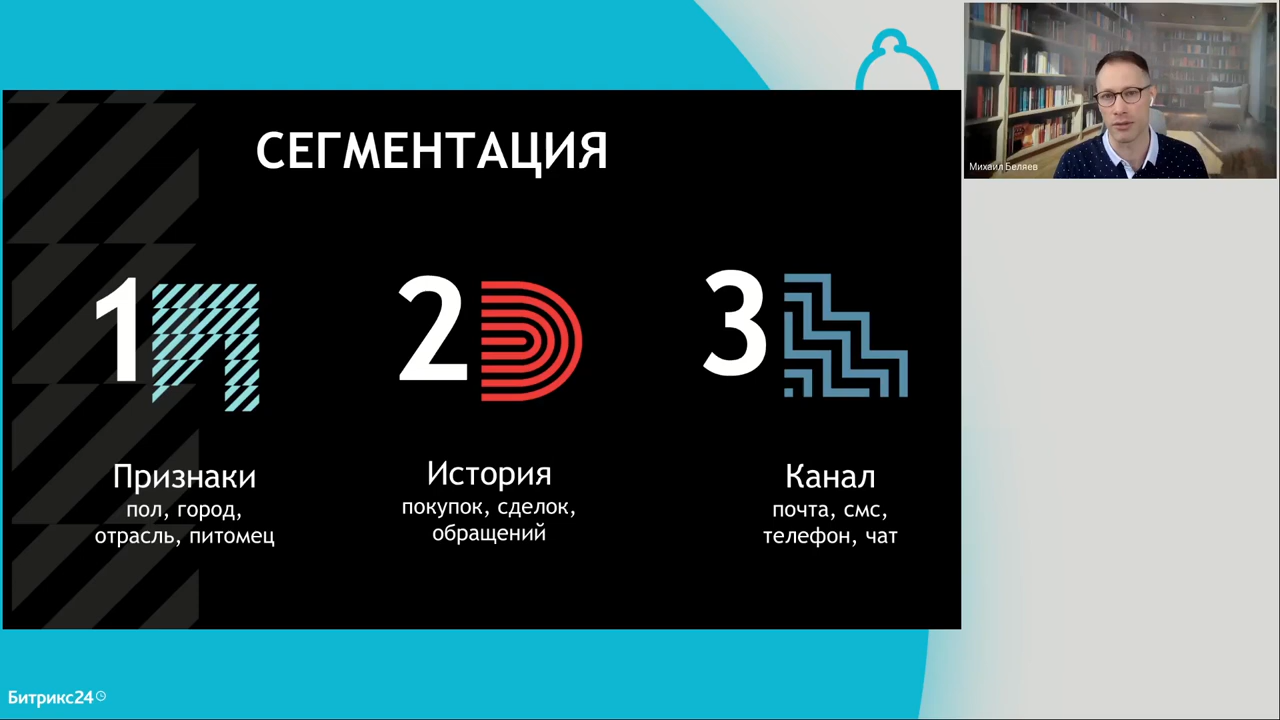 СЕГМЕНТАЦИЯ
1
2
3
Признаки
пол, город,
отрасль, питомец
История
покупок, сделок,
обращений
Канал
почта, смс,
телефон, чат
Михаил Беляев
Битрикс24